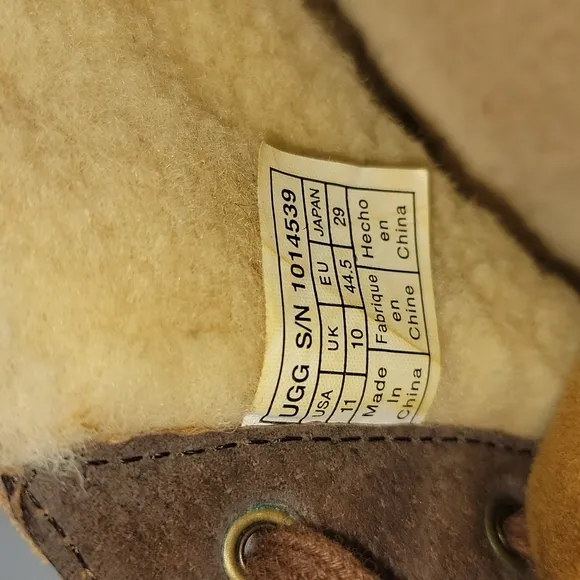 UGG S/N 1014539
USA UK EU JAPAN
11 10 44.5 29
Made Fabrique Hecho
In en en
China Chine China